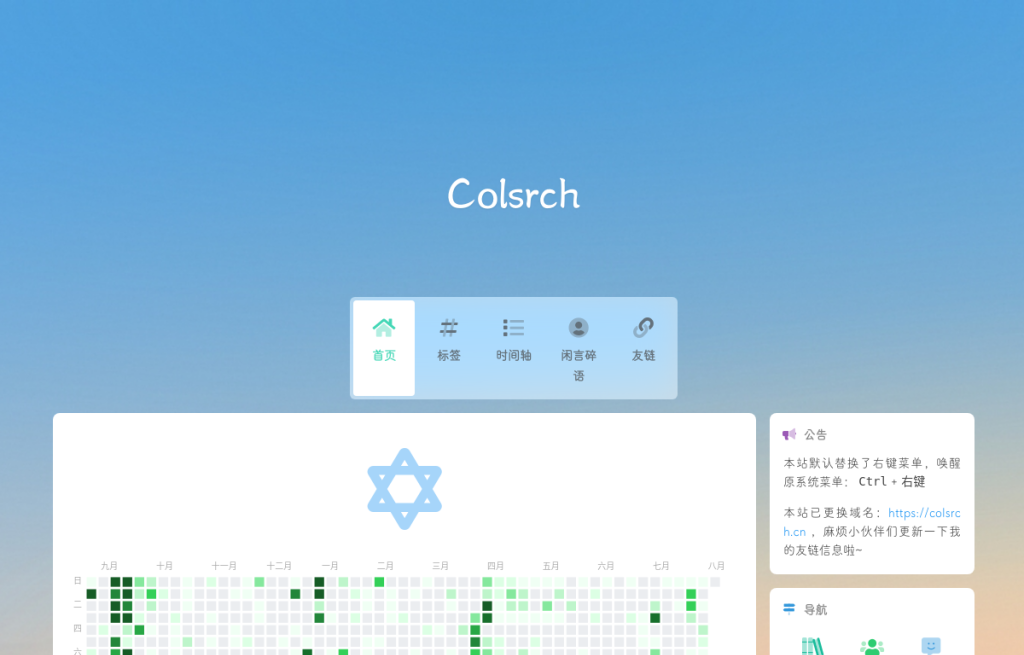 Colsrch
首页
标签
时间轴
闲言碎
语
友链
公告
本站默认替换了右键菜单，唤醒
原系统菜单： Ctrl + 右键
本站已更换域名：https://colsrc
h.cn ，麻烦小伙伴们更新一下我
的友链信息啦~
九月 十月 十一月 十二月 一月 二月 三月 四月 五月 六月 七月 八月
日
二
四
六
导航